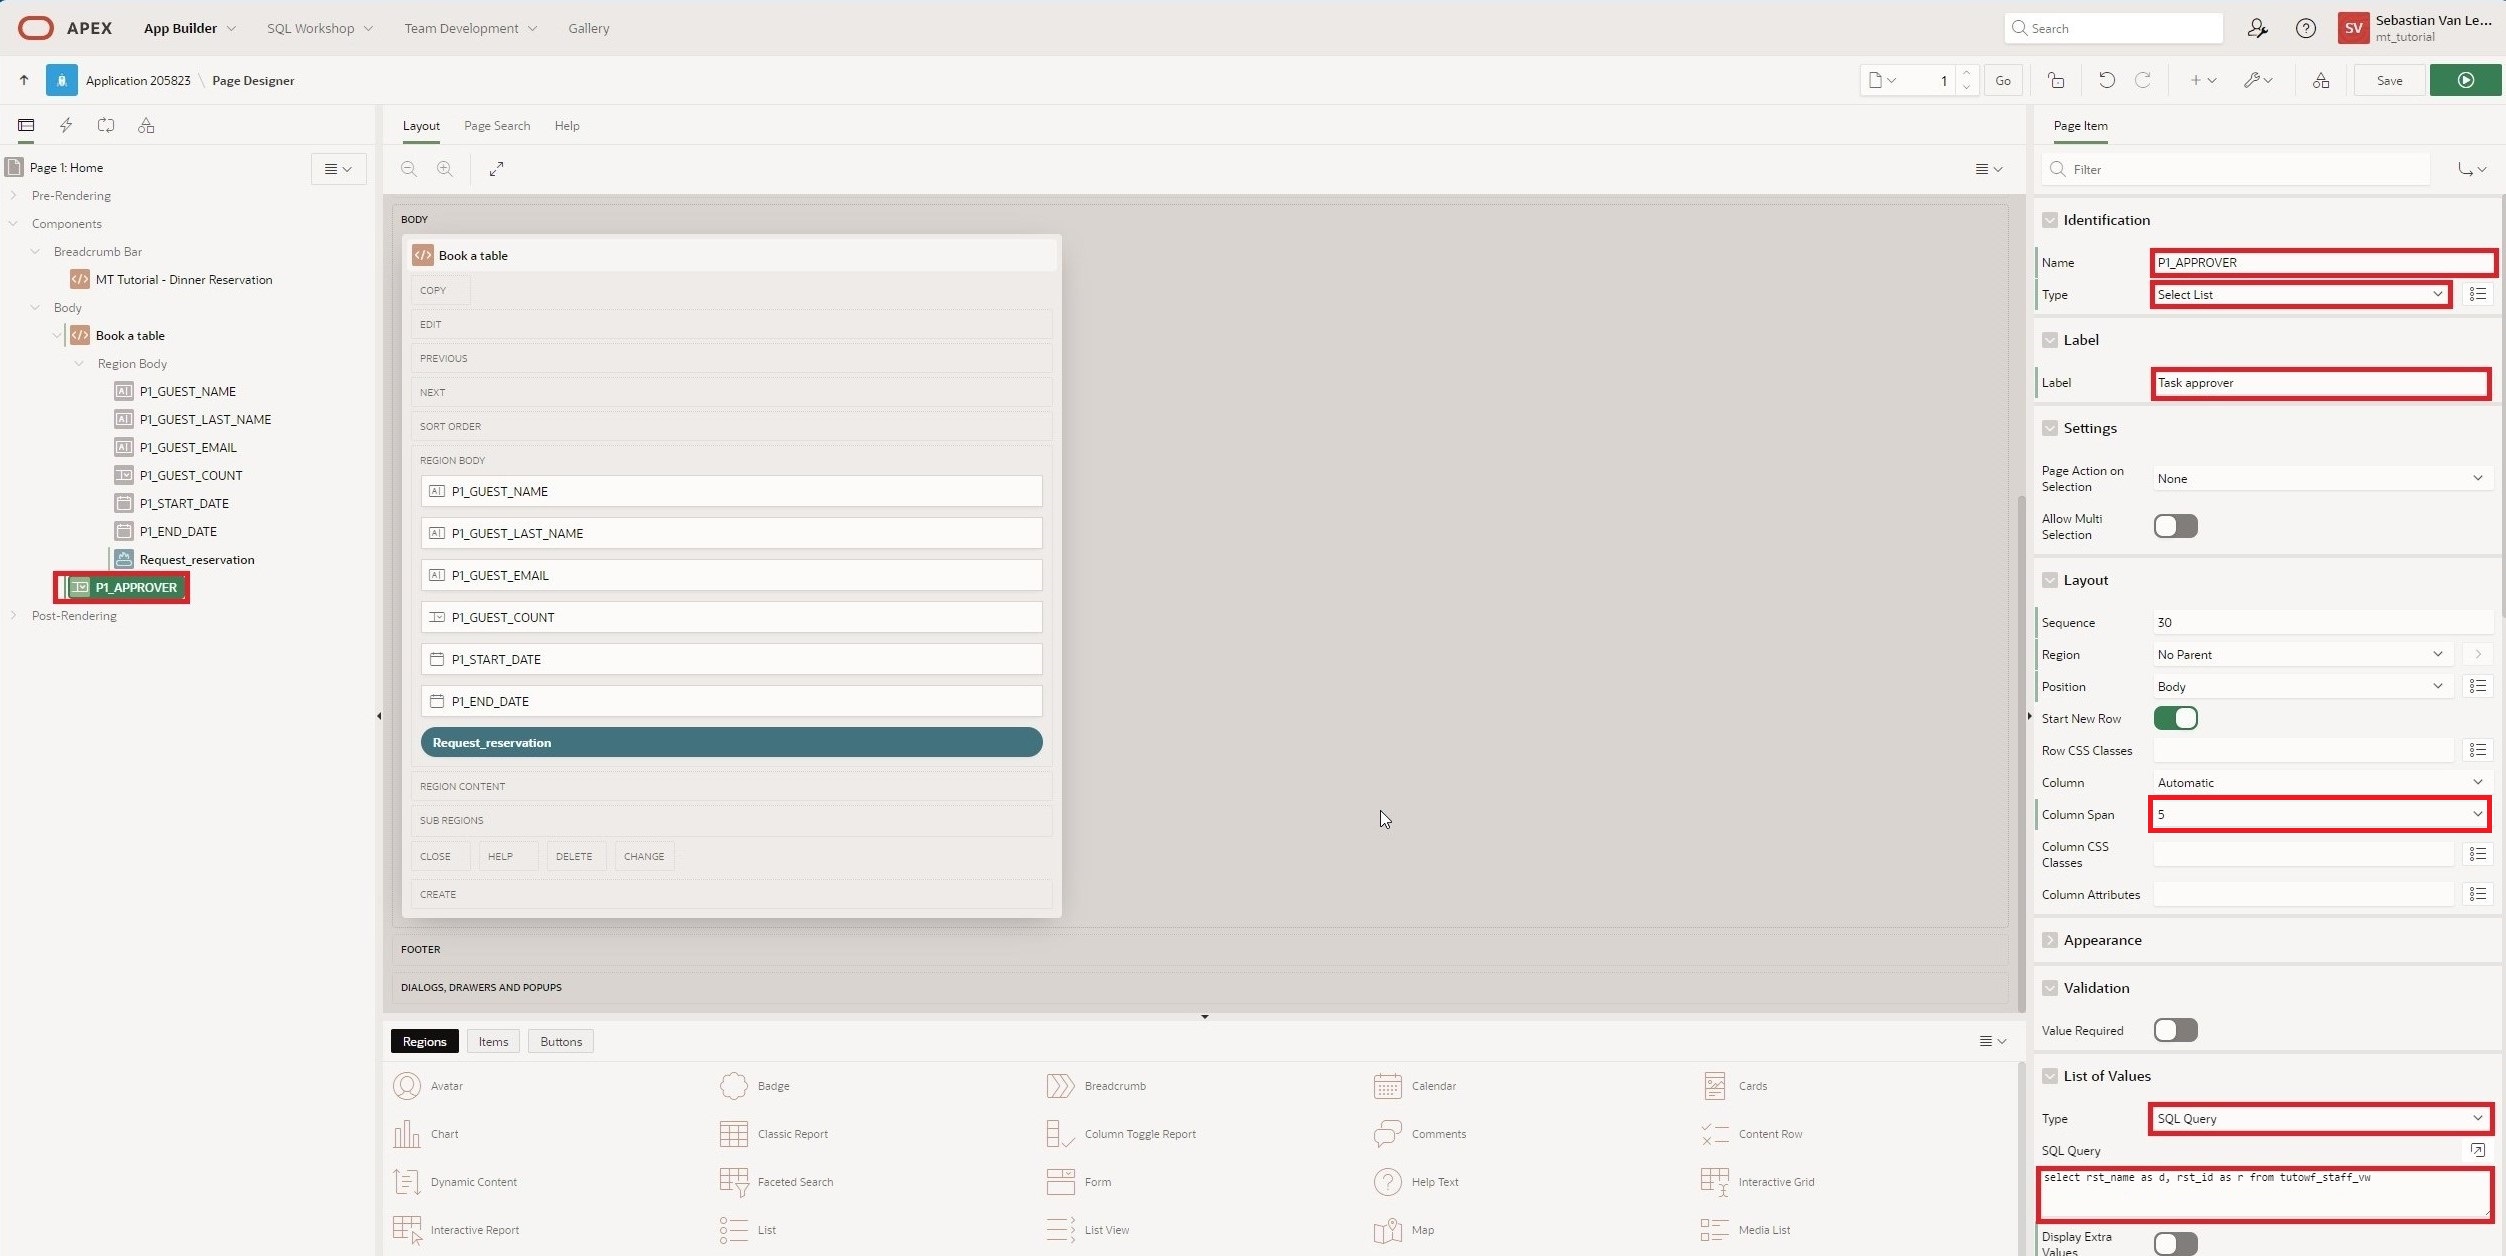 APEX
App Builder
SQL Workshop
Team Development
Gallery
Search
SV
Sebastian Van Le...
mt_tutorial
Application 205823 \ Page Designer
1
Go
Save
Page 1: Home
Pre-Rendering
Components
Breadcrumb Bar
MT Tutorial - Dinner Reservation
Body
Book a table
Region Body
P1_GUEST_NAME
P1_GUEST_LAST_NAME
P1_GUEST_EMAIL
P1_GUEST_COUNT
P1_START_DATE
P1_END_DATE
Request_reservation
P1_APPROVER
Post-Rendering
Layout
Page Search
Help
BODY
Book a table
COPY
EDIT
PREVIOUS
NEXT
SORT ORDER
REGION BODY
P1_GUEST_NAME
P1_GUEST_LAST_NAME
P1_GUEST_EMAIL
P1_GUEST_COUNT
P1_START_DATE
P1_END_DATE
Request_reservation
REGION CONTENT
SUB REGIONS
CLOSE
HELP
DELETE
CHANGE
CREATE
FOOTER
DIALOGS, DRAWERS AND POPUPS
Regions
Items
Buttons
Avatar
Badge
Breadcrumb
Calendar
Cards
Chart
Classic Report
Column Toggle Report
Comments
Content Row
Dynamic Content
Faceted Search
Form
Help Text
Interactive Grid
Interactive Report
List
List View
Map
Media List
Page Item
Filter
Identification
Name
P1_APPROVER
Type
Select List
Label
Label
Task approver
Settings
Page Action on
Selection
None
Allow Multi
Selection
Layout
Sequence
30
Region
No Parent
Position
Body
Start New Row
Row CSS Classes
Column
Automatic
Column Span
5
Column CSS
Classes
Column Attributes
Appearance
Validation
Value Required
List of Values
Type
SQL Query
SQL Query
select rst_name as d, rst_id as r from tutowf_staff_vw
Display Extra
Values